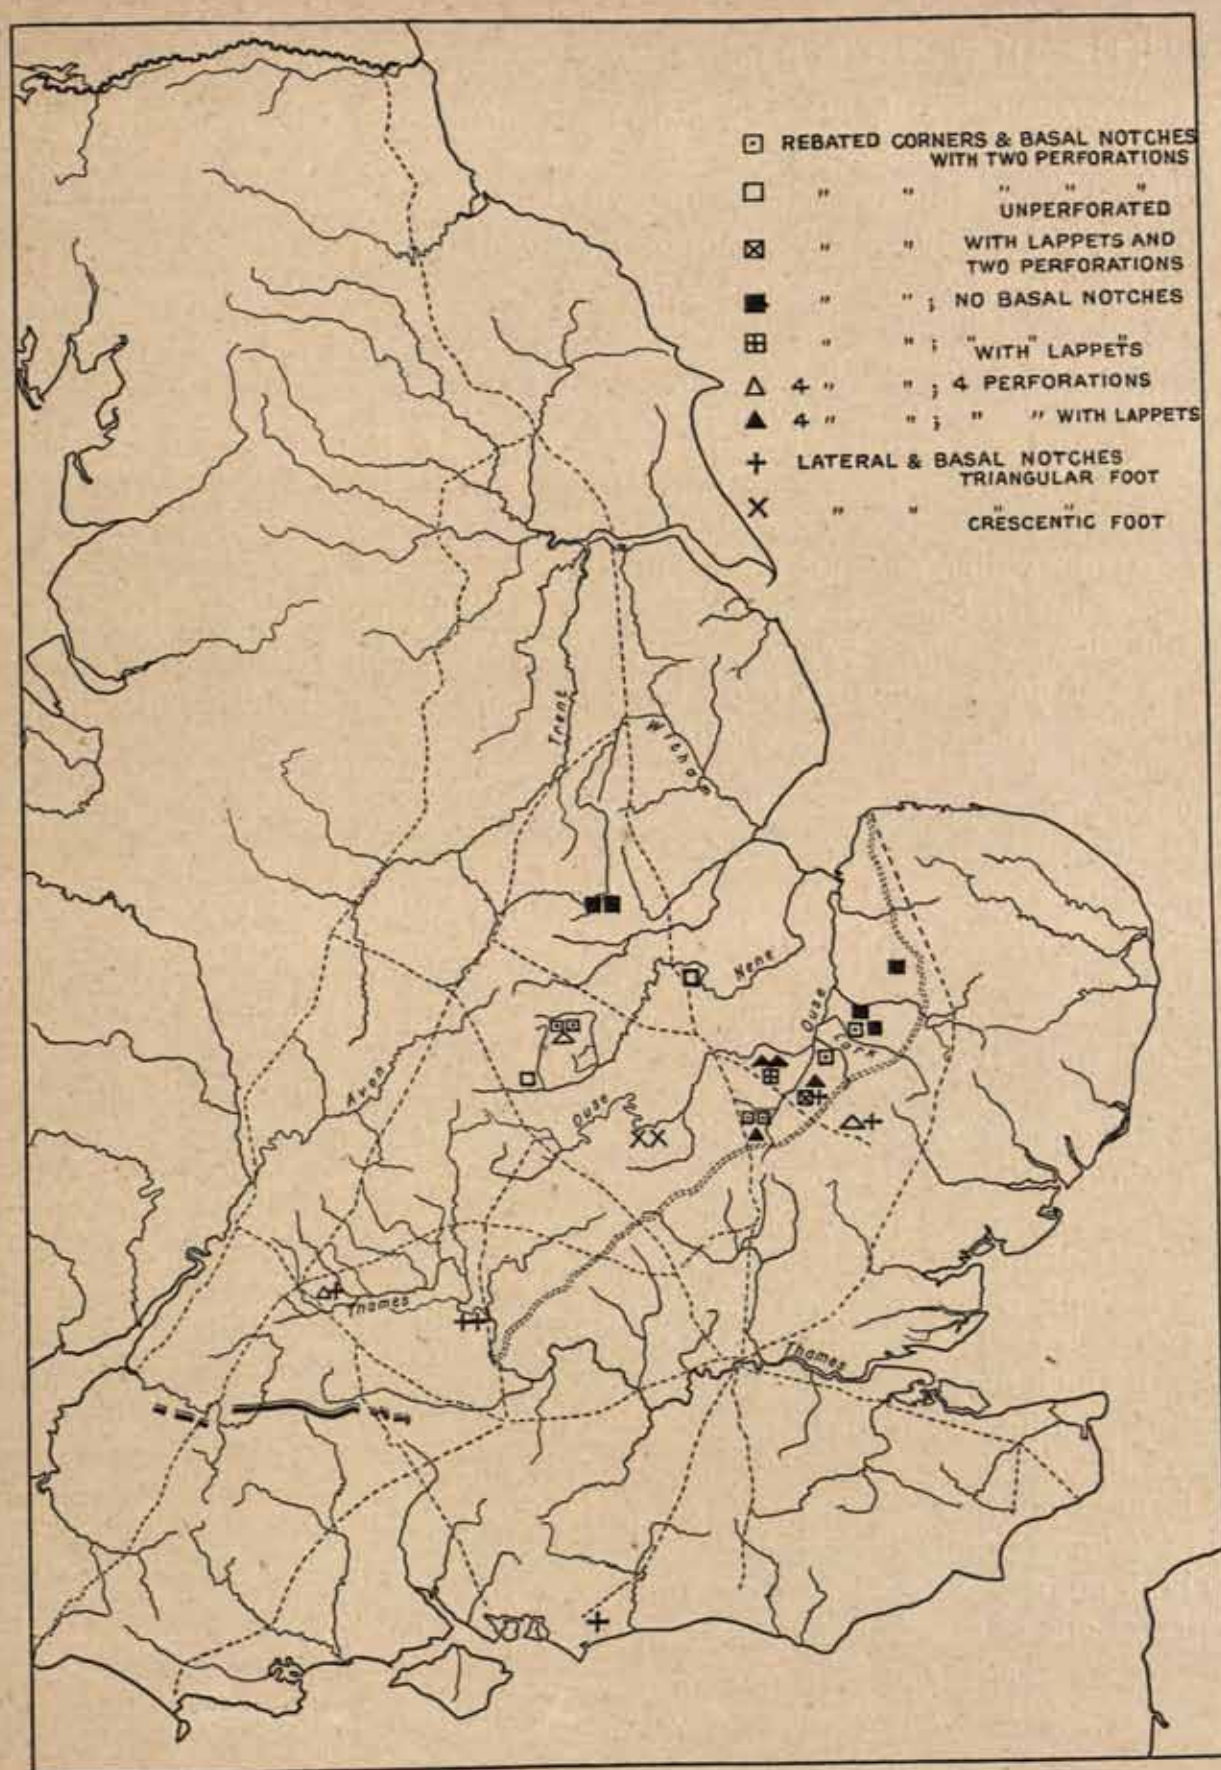 REBATED CORNERS & BASAL NOTCHES
WITH TWO PERFORATIONS
" " " " "
UNPERFORATED
" " WITH LAPPETS AND
TWO PERFORATIONS
" " ; NO BASAL NOTCHES
" " ; " " "
WITH LAPPETS
4 " " ; 4 PERFORATIONS
4 " " ; " " WITH LAPPETS
LATERAL & BASAL NOTCHES
TRIANGULAR FOOT
" " " "
CRESCENTIC FOOT
Trent
Witham
Nene
Ouse
Lark
Avon
Ouse
Thames
Thames